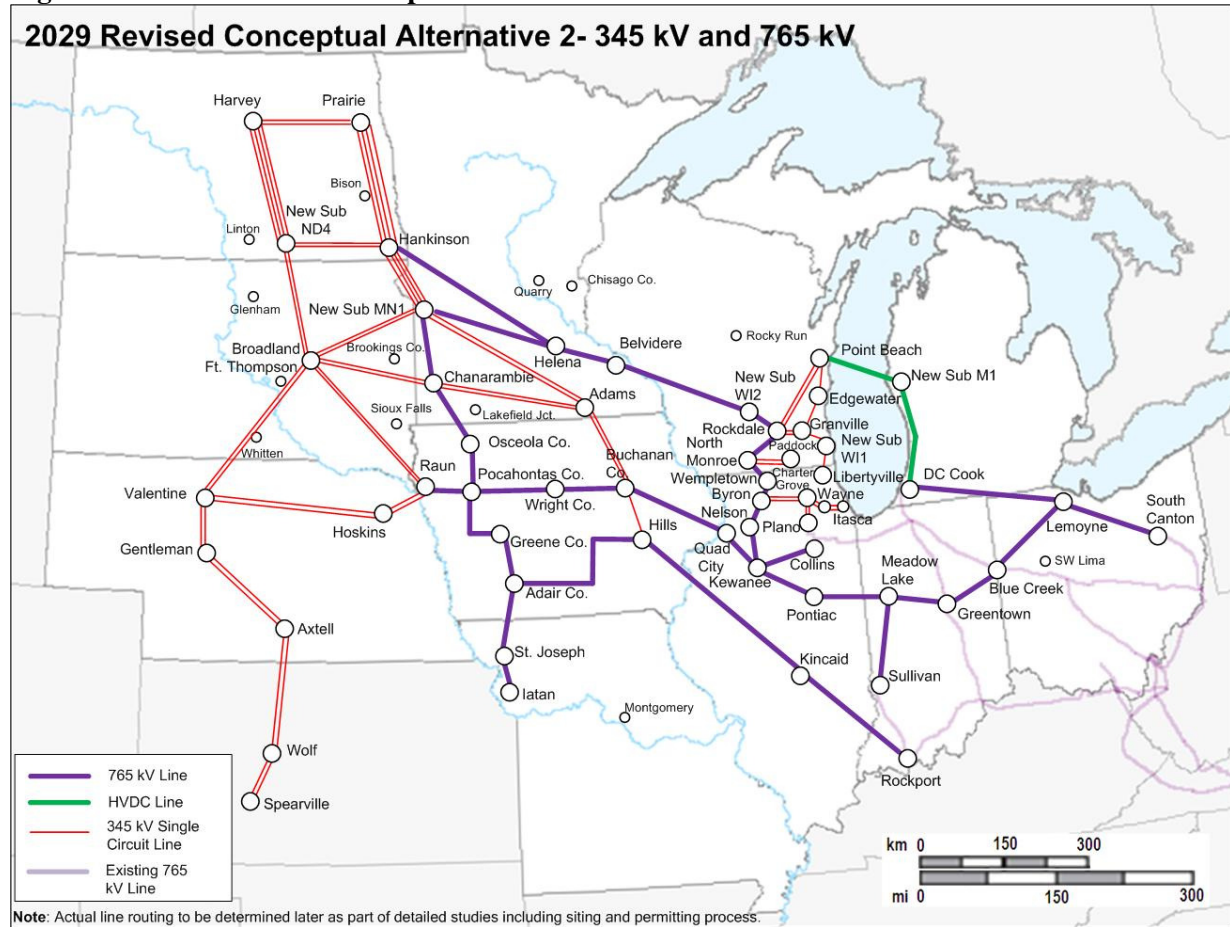 2029 Revised Conceptual Alternative 2- 345 kV and 765 kV
Harvey
Prairie
Bison
New Sub
ND4
Linton
Hankinson
Glenham
New Sub MN1
Quarry
Chisago Co.
Broadland
Ft. Thompson
Brookings Co.
Helena
Belvidere
Rocky Run
Point Beach
New Sub M1
Chanarambie
Adams
New Sub
WI2
Edgewater
Sioux Falls
Lakefield Jct.
Rockdale
Granville
Whitten
Osceola Co.
Buchanan
Co.
North
Monroe
Paddock
New Sub
WI1
Raun
Pocahontas Co.
Wempletown
Charter
Grove
Libertyville
DC Cook
Valentine
Wright Co.
Byron
Wayne
Lemoyne
South
Canton
Hoskins
Hills
Nelson
Plano
Itasca
Gentleman
Greene Co.
Quad
City
Collins
Meadow
Lake
SW Lima
Adair Co.
Kewanee
Blue Creek
Pontiac
Greentown
Axtell
St. Joseph
Kincaid
Sullivan
Iatan
Montgomery
Wolf
Rockport
Spearville
765 kV Line
HVDC Line
345 kV Single
Circuit Line
Existing 765
kV Line
km 0 150 300
mi 0 150 300
Note: Actual line routing to be determined later as part of detailed studies including siting and permitting process.